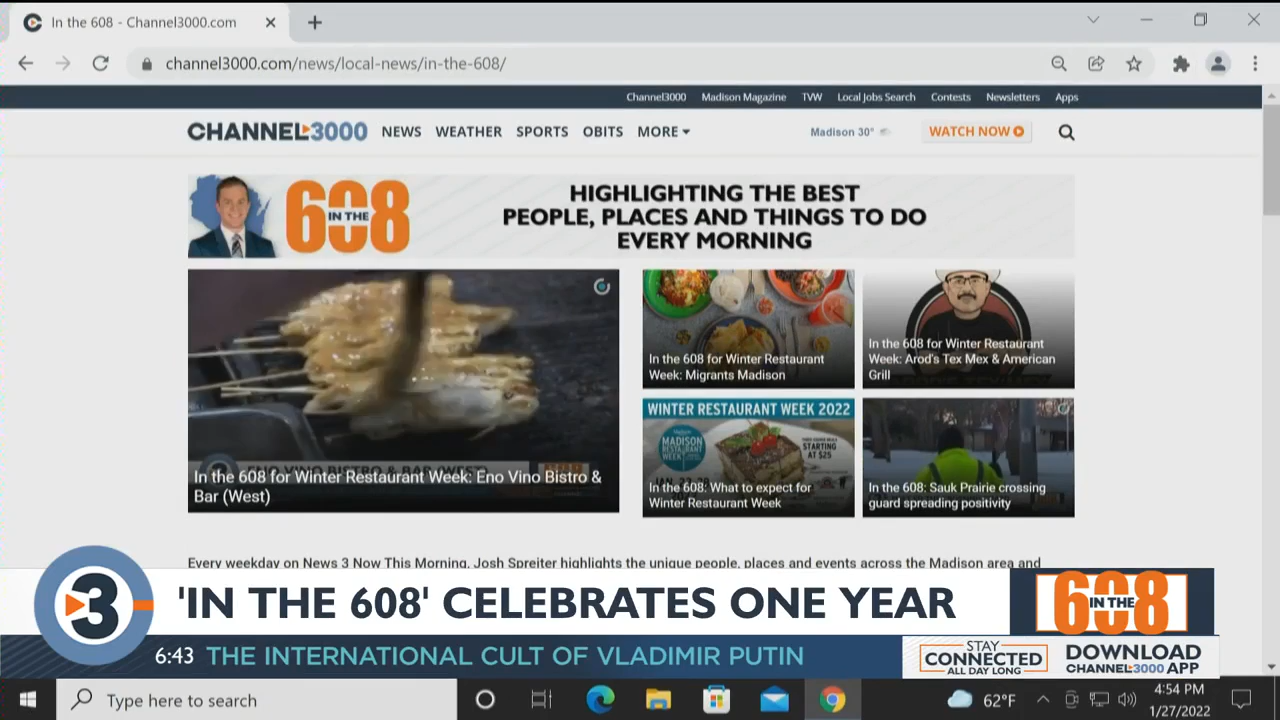 In the 608 - Channel3000.com
channel3000.com/news/local-news/in-the-608/
Channel3000 Madison Magazine TVW Local Jobs Search Contests Newsletters Apps
CHANNEL3000 NEWS WEATHER SPORTS OBITS MORE Madison 30° WATCH NOW
608
IN THE
HIGHLIGHTING THE BEST
PEOPLE, PLACES AND THINGS TO DO
EVERY MORNING
In the 608 for Winter Restaurant Week: Eno Vino Bistro &
Bar (West)
In the 608 for Winter Restaurant
Week: Migrants Madison
In the 608 for Winter Restaurant
Week: Arod's Tex Mex & American
Grill
WINTER RESTAURANT WEEK 2022
MADISON
RESTAURANT
WEEK
STARTING
AT $25
In the 608: What to expect for
Winter Restaurant Week
In the 608: Sauk Prairie crossing
guard spreading positivity
Every weekday on News 3 Now This Morning, Josh Spreiter highlights the unique people, places and events across the Madison area and
3
'IN THE 608' CELEBRATES ONE YEAR
608
IN THE
6:43 THE INTERNATIONAL CULT OF VLADIMIR PUTIN
STAY
CONNECTED
ALL DAY LONG
DOWNLOAD
CHANNEL3000 APP
Type here to search
62°F
4:54 PM
1/27/2022